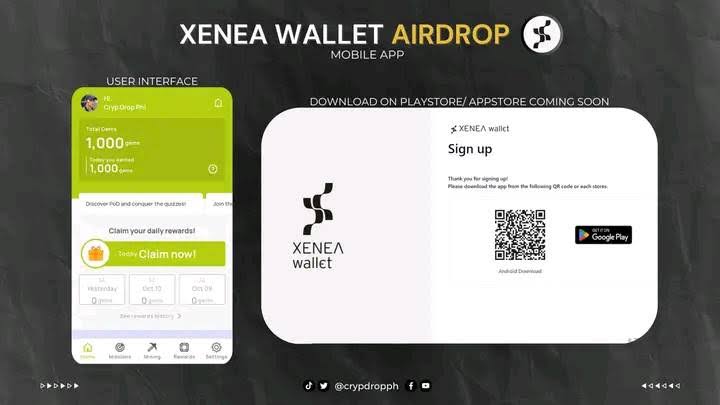 XENEA WALLET AIRDROP
MOBILE APP
USER INTERFACE
Hi,
Cryp Drop Phil
Total Gems
1,000 gems
Today you earned
1,000 gems
Discover PoD and conquer the quizzes!
Join the
Claim your daily rewards!
Today Claim now!
Yesterday
0 gems
Oct 10
0 gems
Oct 09
0 gems
See rewards history >
Home
Missions
Mining
Rewards
Settings
DOWNLOAD ON PLAYSTORE/ APPSTORE COMING SOON
XENEA
wallet
XENEA wallet
Sign up
Thank you for signing up!
Please download the app from the following QR code or each stores.
GET IT ON
Google Play
Android Download
@crypdropph